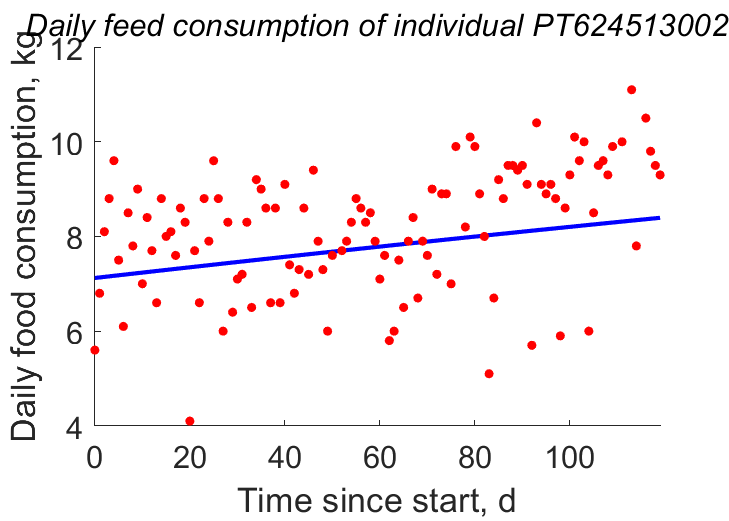 Daily feed consumption of individual PT624513002
Daily food consumption, kg
12
10
8
6
4
0 20 40 60 80 100
Time since start, d